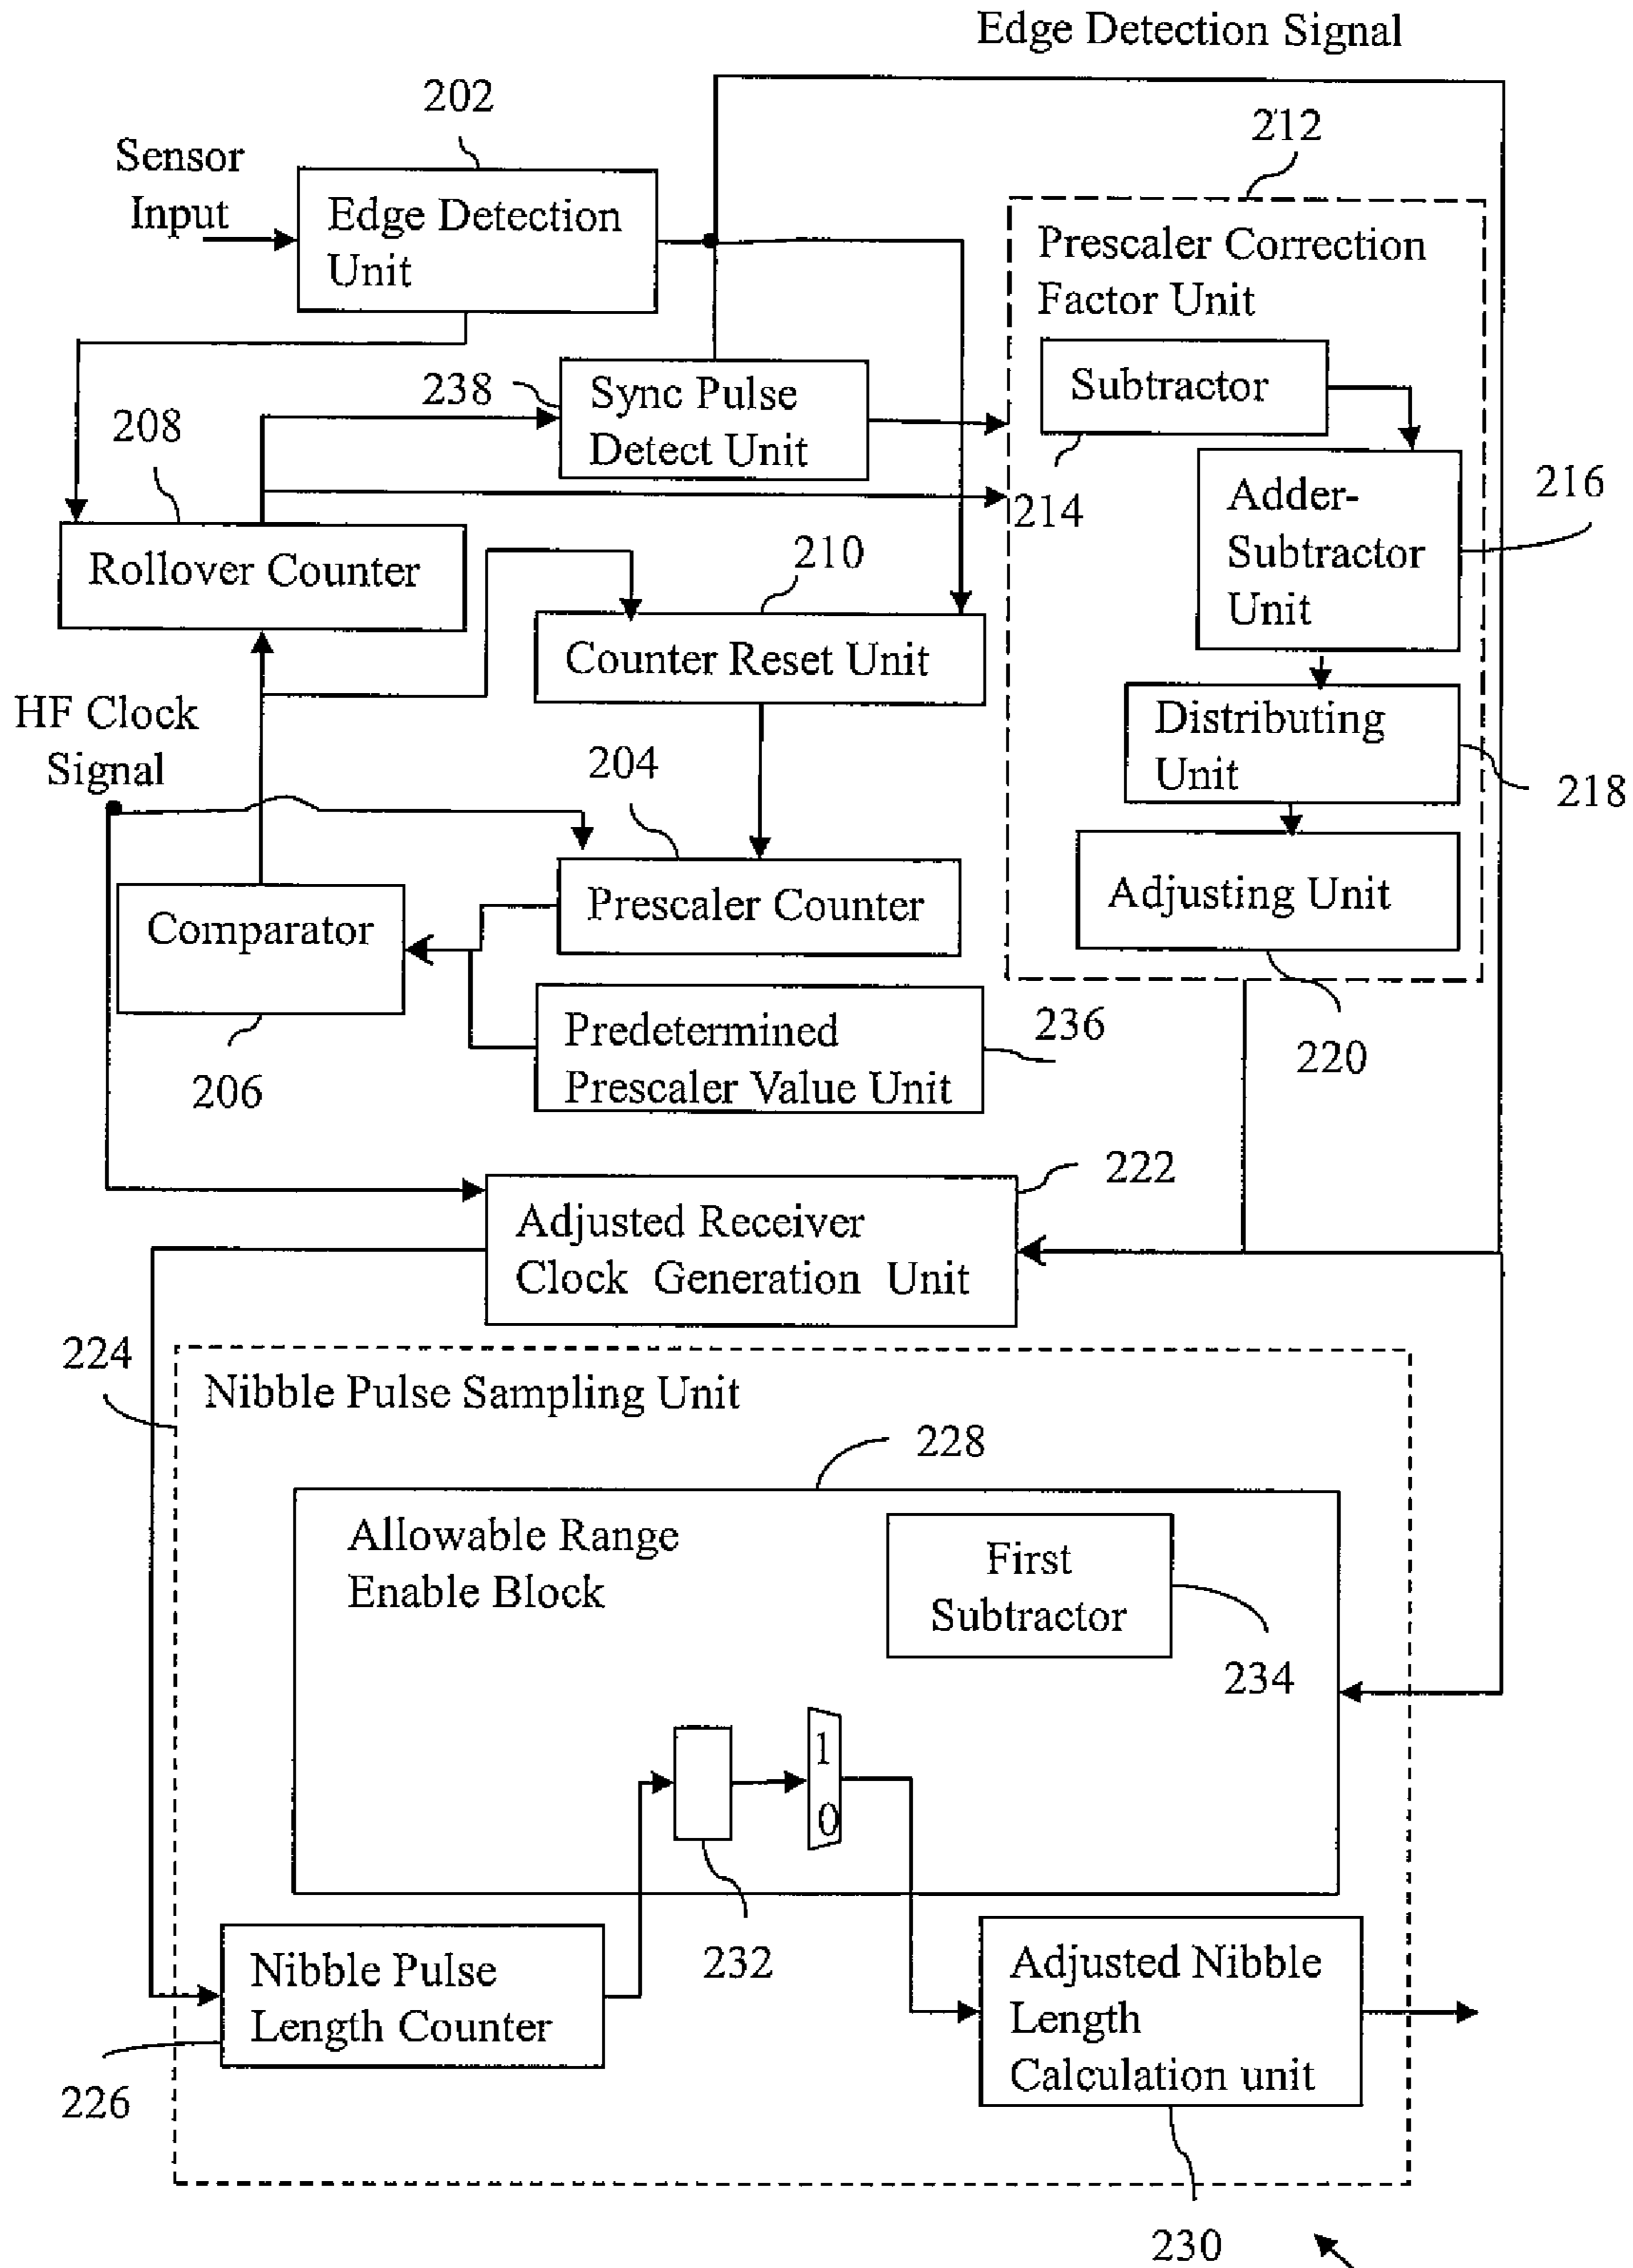 Edge Detection Signal
202
212
Sensor
Input
Edge Detection
Unit
Prescaler Correction
Factor Unit
238
Sync Pulse
Detect Unit
Subtractor
208
214
Adder-
Subtractor
Unit
216
Rollover Counter
210
Counter Reset Unit
HF Clock
Signal
Distributing
Unit
218
204
Prescaler Counter
Adjusting Unit
Comparator
206
Predetermined
Prescaler Value Unit
236
220
222
Adjusted Receiver
Clock Generation Unit
224
Nibble Pulse Sampling Unit
228
Allowable Range
Enable Block
First
Subtractor
234
1
0
232
Nibble Pulse
Length Counter
226
Adjusted Nibble
Length
Calculation unit
230